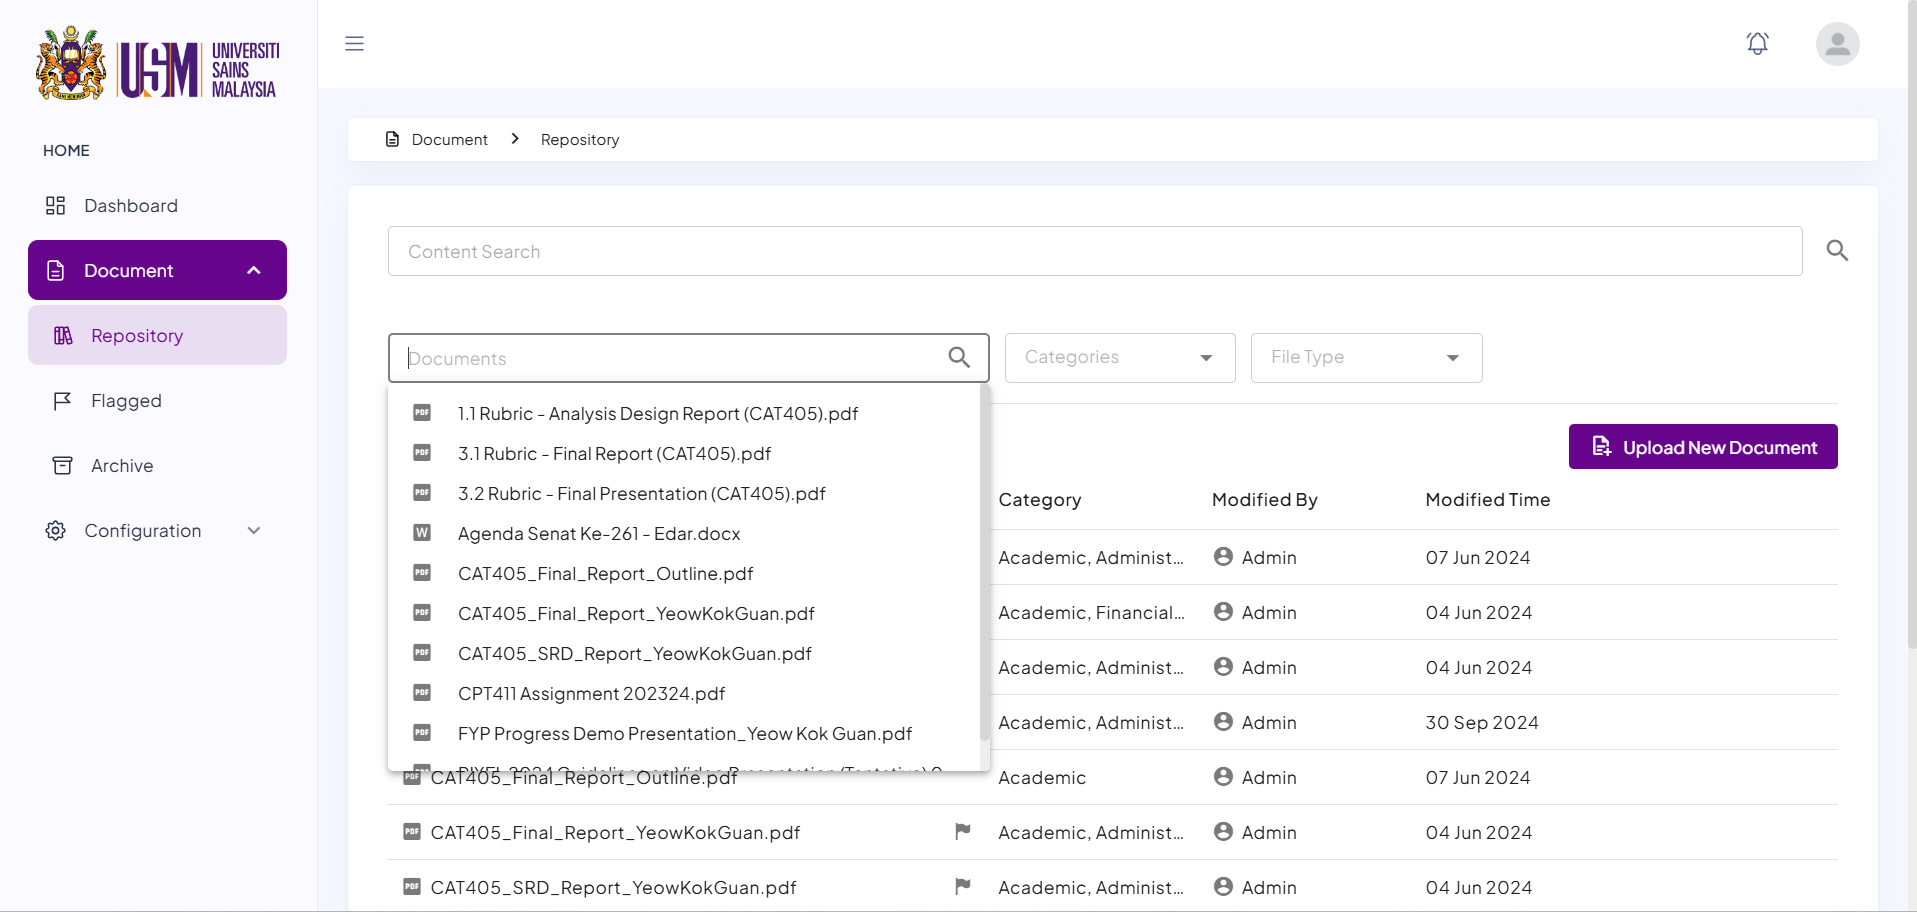 USM
UNIVERSITI
SAINS
MALAYSIA
HOME
Dashboard
Document
Repository
Flagged
Archive
Configuration
Document
Repository
Content Search
Documents
Categories
File Type
1.1 Rubric - Analysis Design Report (CAT405).pdf
3.1 Rubric - Final Report (CAT405).pdf
3.2 Rubric - Final Presentation (CAT405).pdf
Agenda Senat Ke-261 - Edar.docx
CAT405_Final_Report_Outline.pdf
CAT405_Final_Report_YeowKokGuan.pdf
CAT405_SRD_Report_YeowKokGuan.pdf
CPT411 Assignment 202324.pdf
FYP Progress Demo Presentation_Yeow Kok Guan.pdf
Upload New Document
Category Modified By Modified Time
Academic, Administ... Admin 07 Jun 2024
Academic, Financial... Admin 04 Jun 2024
Academic, Administ... Admin 04 Jun 2024
Academic, Administ... Admin 30 Sep 2024
CAT405_Final_Report_Outline.pdf Academic Admin 07 Jun 2024
CAT405_Final_Report_YeowKokGuan.pdf Academic, Administ... Admin 04 Jun 2024
CAT405_SRD_Report_YeowKokGuan.pdf Academic, Administ... Admin 04 Jun 2024